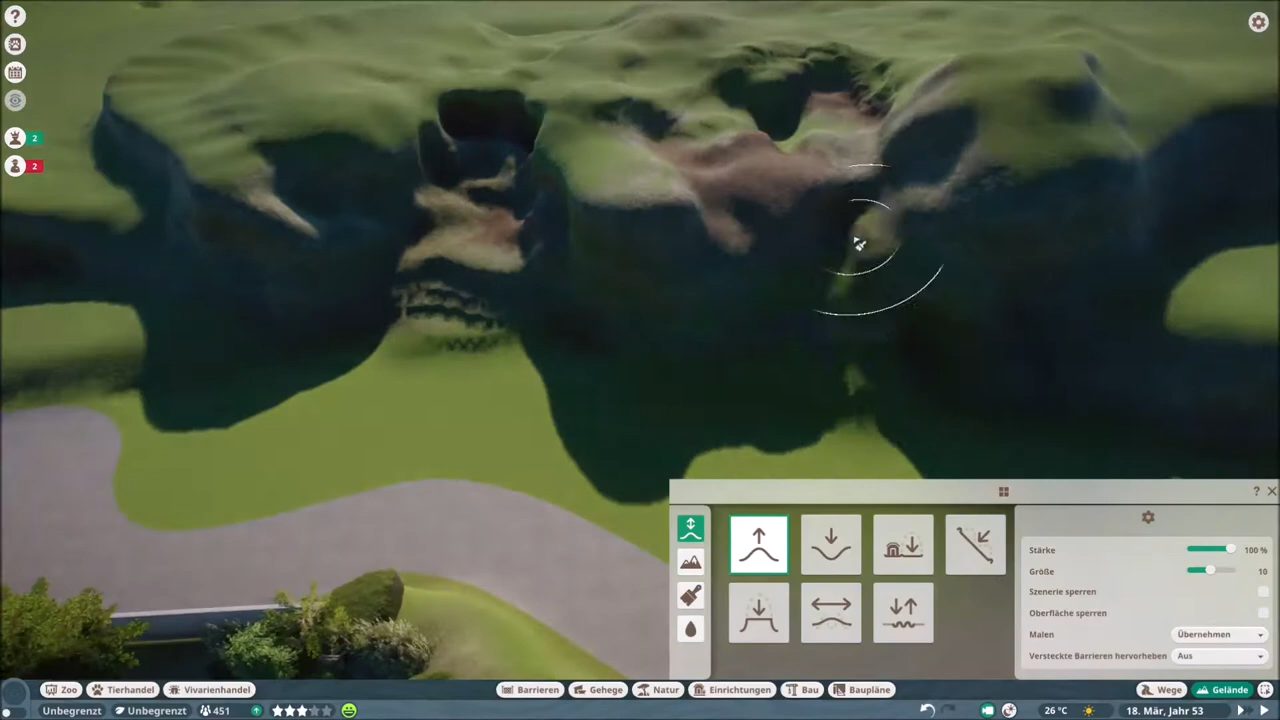 ?
2
2
? ×
Stärke 100 %
Größe 10
Szenerie sperren
Oberfläche sperren
Malen Übernehmen
Versteckte Barrieren hervorheben Aus
Zoo Tierhandel Vivarienhandel Barrieren Gehege Natur Einrichtungen Bau Baupläne Wege Gelände
Unbegrenzt Unbegrenzt 451 26 °C 18. Mär, Jahr 53